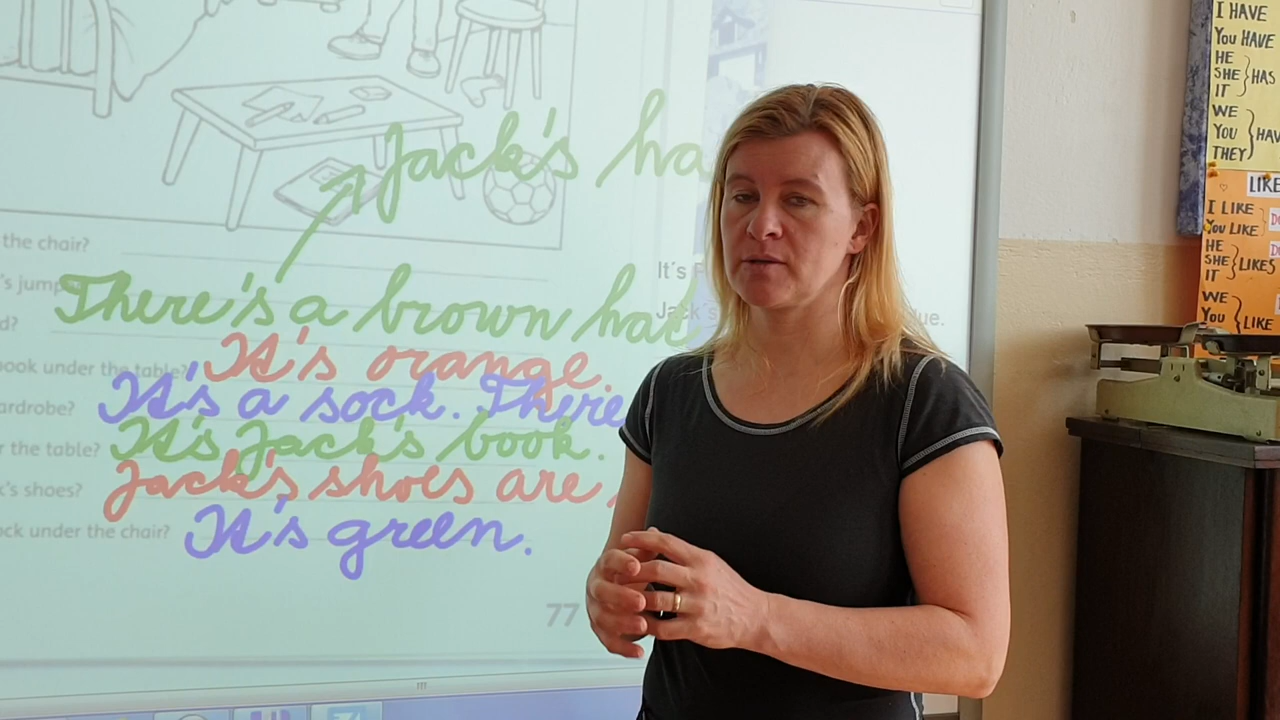 Jack's ha
the chair?
There's a brown hat
It's
Jack's
ue.
It's orange.
book under the table?
It's a sock. There
ardrobe?
It's Jack's book.
r the table?
Jack's shoes are
k's shoes?
It's green.
ock under the chair?
77
I HAVE
YOU HAVE
HE
SHE } HAS
IT
WE
YOU } HAV
THEY
LIKE
I LIKE
YOU LIKE
HE
SHE } LIKES
IT
WE
YOU } LIKE